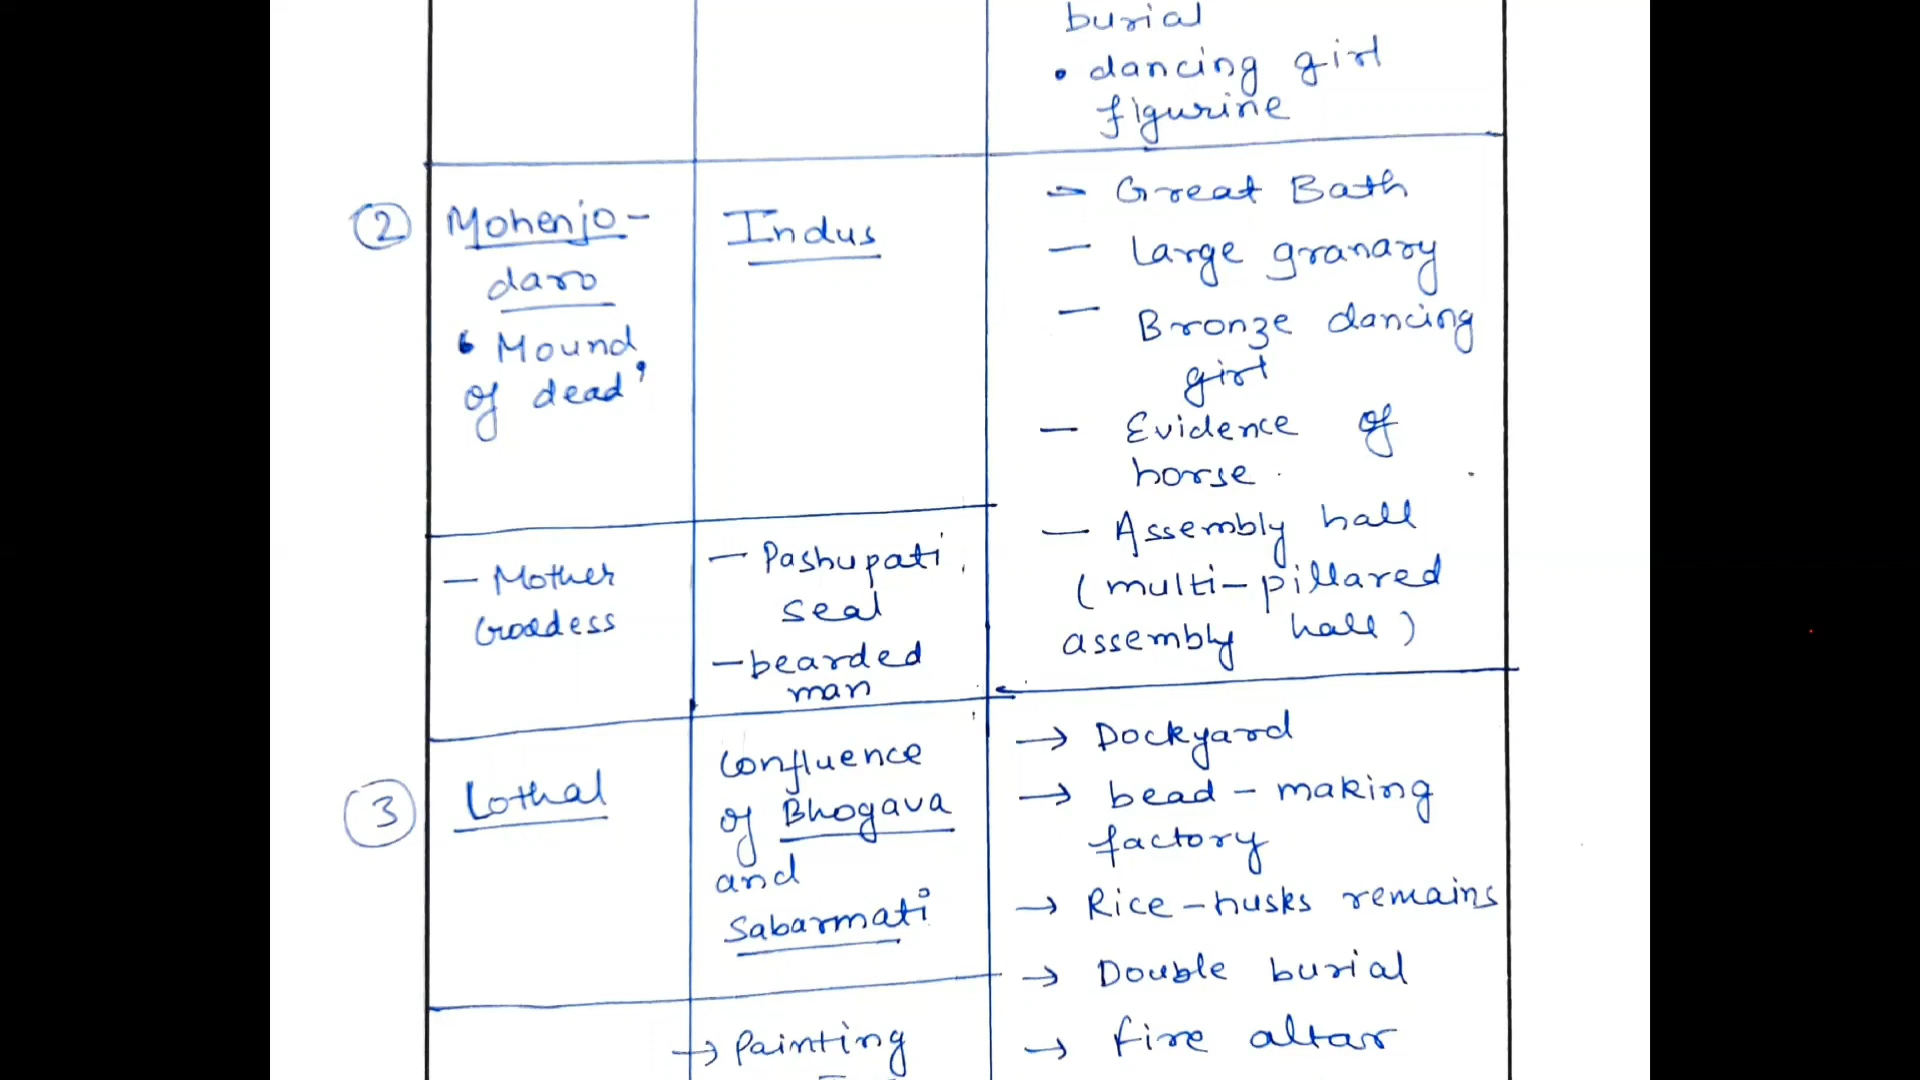 burial
• dancing girl
figurine
② Mohenjo-
daro
'Mound
of dead'
Indus
- Great Bath
- Large granary
- Bronze dancing
girl
- Evidence of
horse.
- Assembly hall
(multi-pillared
assembly hall)
- Mother
Goddess
- Pashupati
seal
- bearded
man
③ Lothal
Confluence
of Bhogava
and
Sabarmati
→ Dockyard
→ bead-making
factory
→ Rice-husks remains
→ Double burial
→ fire altar
→ Painting